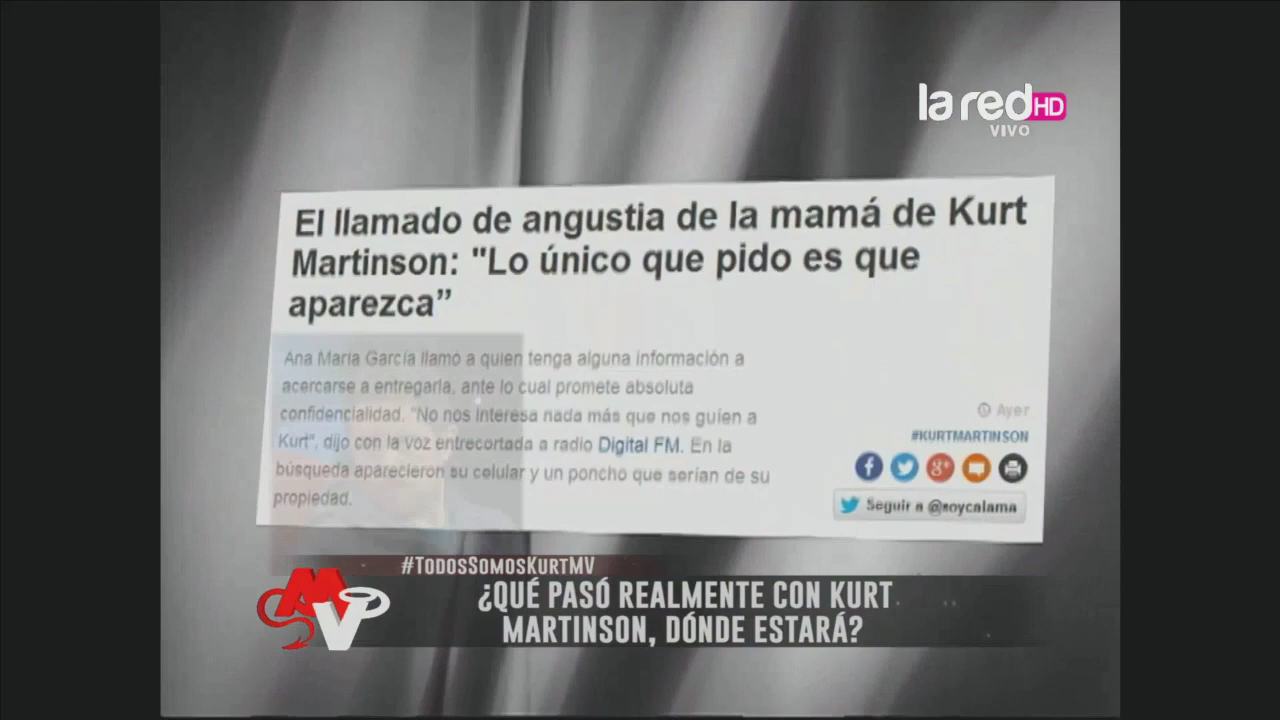 la red HD
VIVO
El llamado de angustia de la mamá de Kurt
Martinson: "Lo único que pido es que
aparezca”
Ana María García llamó a quien tenga alguna información a
acercarse a entregarla, ante lo cual promete absoluta
confidencialidad. "No nos interesa nada más que nos guíen a
Kurt", dijo con la voz entrecortada a radio Digital FM. En la
búsqueda aparecieron su celular y un poncho que serían de su
propiedad.
Ayer
#KURTMARTINSON
Seguir a @soycalama
#TODOSSOMOSKURTMV
MV
¿QUÉ PASÓ REALMENTE CON KURT
MARTINSON, DÓNDE ESTARÁ?